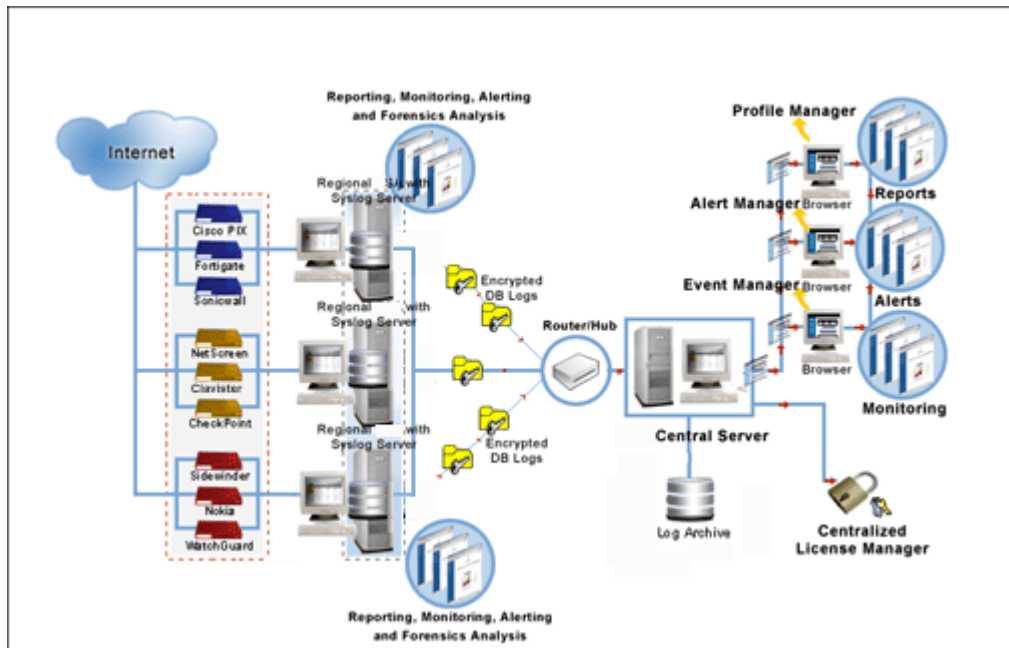 Reporting, Monitoring, Alerting
and Forensics Analysis
Internet
Regional with
Syslog Server
Cisco PIX
Fortigate
Sonicwall
NetScreen
Clavister
CheckPoint
Sidewinder
Nokia
WatchGuard
Regional with
Syslog Server
Regional with
Syslog Server
Reporting, Monitoring, Alerting
and Forensics Analysis
Encrypted
DB Logs
Encrypted
DB Logs
Router/Hub
Central Server
Log Archive
Profile Manager
Browser
Reports
Alert Manager
Browser
Alerts
Event Manager
Browser
Monitoring
Centralized
License Manager